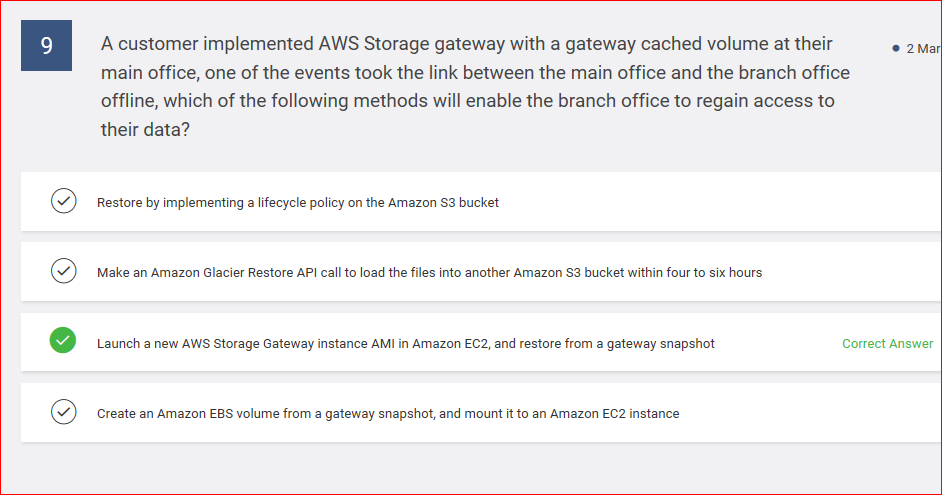 9
A customer implemented AWS Storage gateway with a gateway cached volume at their
main office, one of the events took the link between the main office and the branch office
offline, which of the following methods will enable the branch office to regain access to
their data?
2 Mar
Restore by implementing a lifecycle policy on the Amazon S3 bucket
Make an Amazon Glacier Restore API call to load the files into another Amazon S3 bucket within four to six hours
Launch a new AWS Storage Gateway instance AMI in Amazon EC2, and restore from a gateway snapshot
Correct Answer
Create an Amazon EBS volume from a gateway snapshot, and mount it to an Amazon EC2 instance